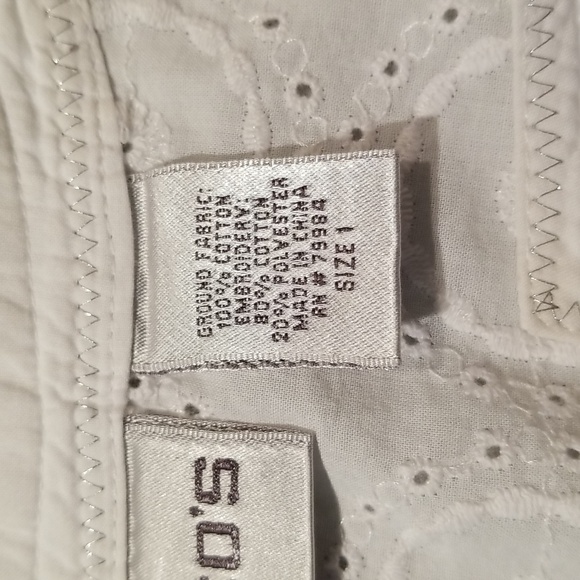 GROUND FABRIC:
100% COTTON
EMBROIDERY:
80% COTTON
20% POLYESTER
MADE IN CHINA
RN # 79984
SIZE 1
O'S